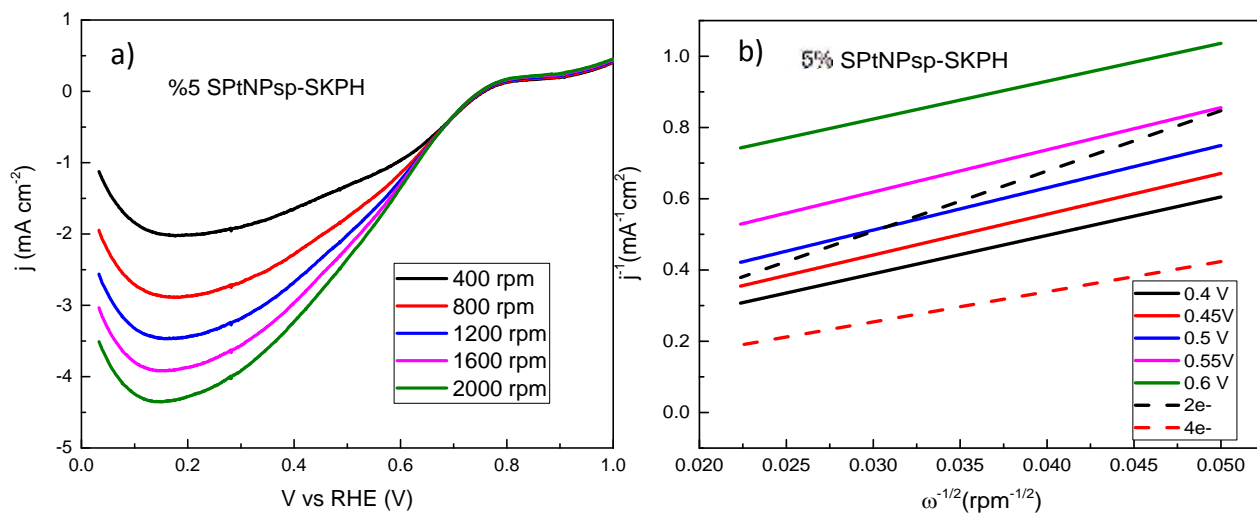 a)
%5 SPtNPsp-SKPH
1
0
-1
-2
-3
-4
-5
j (mA cm⁻²)
400 rpm
800 rpm
1200 rpm
1600 rpm
2000 rpm
0.0 0.2 0.4 0.6 0.8 1.0
V vs RHE (V)
b)
5% SPtNPsp-SKPH
1.0
0.8
0.6
0.4
0.2
0.0
j⁻¹(mA⁻¹cm²)
0.4 V
0.45V
0.5 V
0.55V
0.6 V
2e-
4e-
0.020 0.025 0.030 0.035 0.040 0.045 0.050
ω⁻¹/²(rpm⁻¹/²)